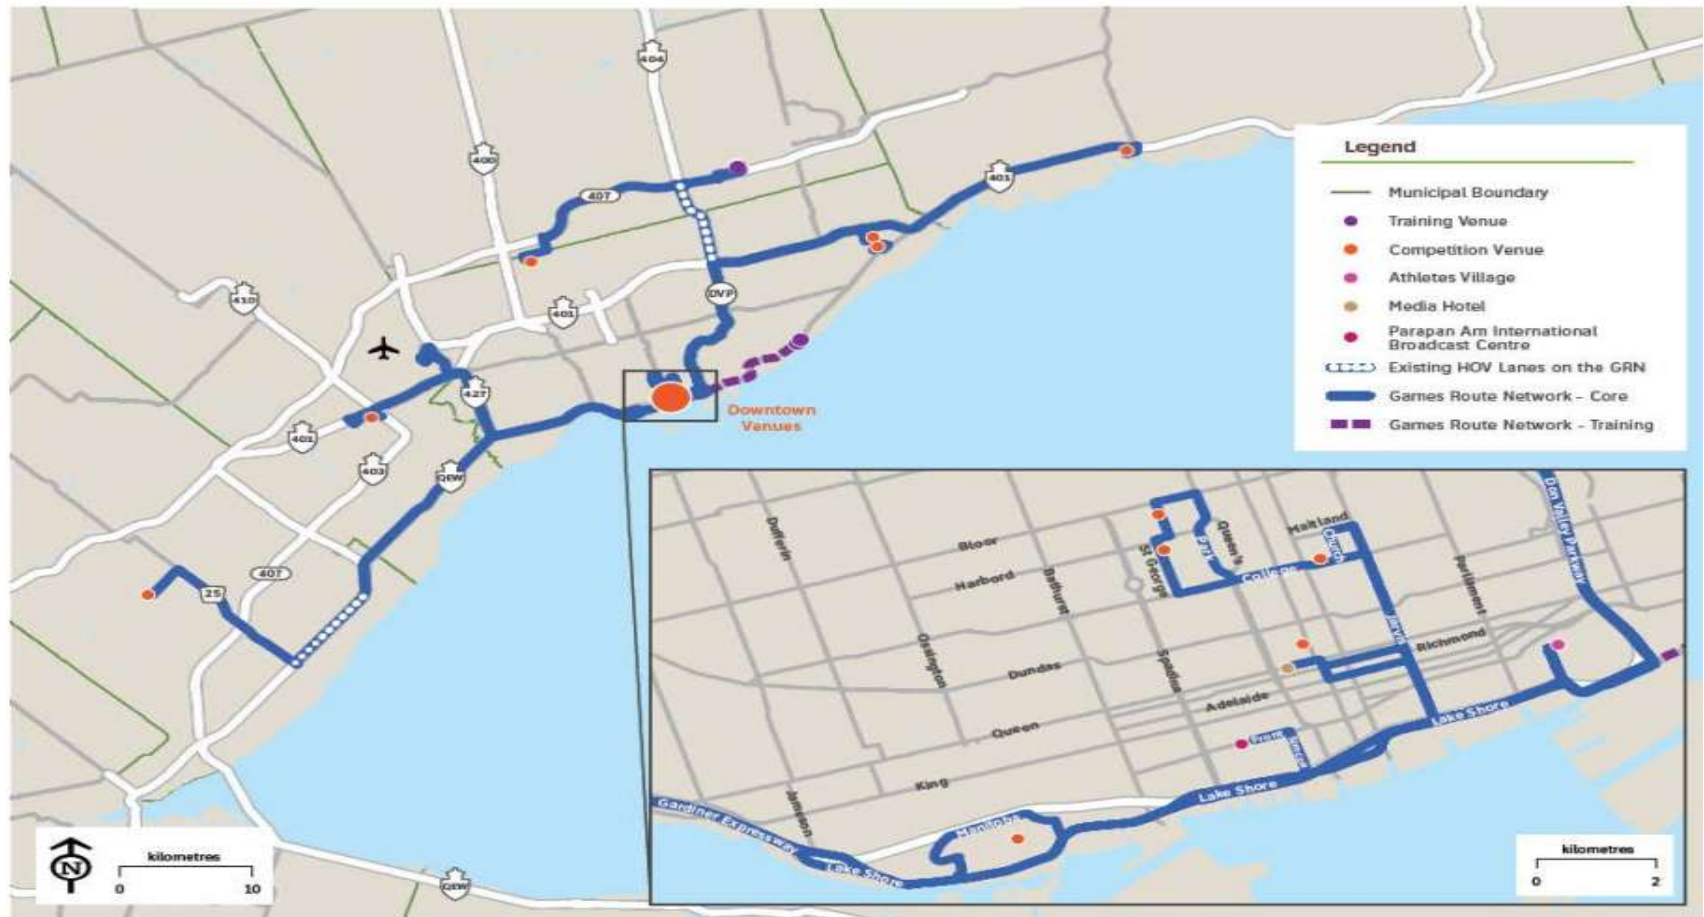 404
400
407
401
410
401
DVP
427
401
403
QEW
407
25
QEW
Downtown
Venues
Legend
Municipal Boundary
Training Venue
Competition Venue
Athletes Village
Media Hotel
Parapan Am International
Broadcast Centre
Existing HOV Lanes on the GRN
Games Route Network - Core
Games Route Network - Training
N
kilometres
0 10
Dufferin
Bloor
Harbord
Bathurst
St George
Queen's
Park
College
Maitland
Church
Parliament
Don Valley Parkway
Jarvis
Richmond
Ossington
Dundas
Spadina
Adelaide
Queen
Front
Simcoe
Lake Shore
King
Lake Shore
Jameson
Manitoba
Gardiner Expressway
Lake Shore
kilometres
0 2